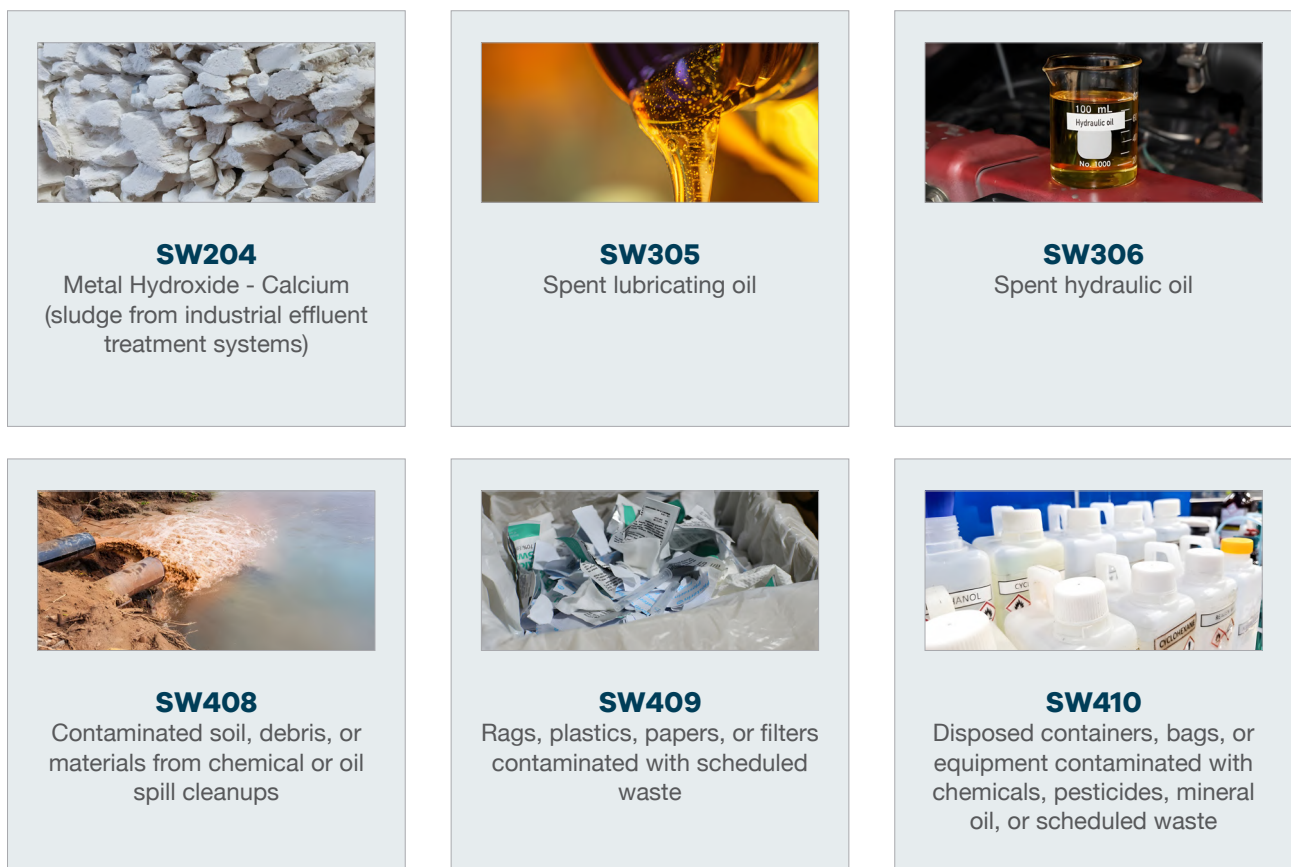 100 mL
Hydraulic oil
No. 1000
SW204
Metal Hydroxide - Calcium
(sludge from industrial effluent
treatment systems)
SW305
Spent lubricating oil
SW306
Spent hydraulic oil
CYCLOHEXANE
SW408
Contaminated soil, debris, or
materials from chemical or oil
spill cleanups
SW409
Rags, plastics, papers, or filters
contaminated with scheduled
waste
SW410
Disposed containers, bags, or
equipment contaminated with
chemicals, pesticides, mineral
oil, or scheduled waste